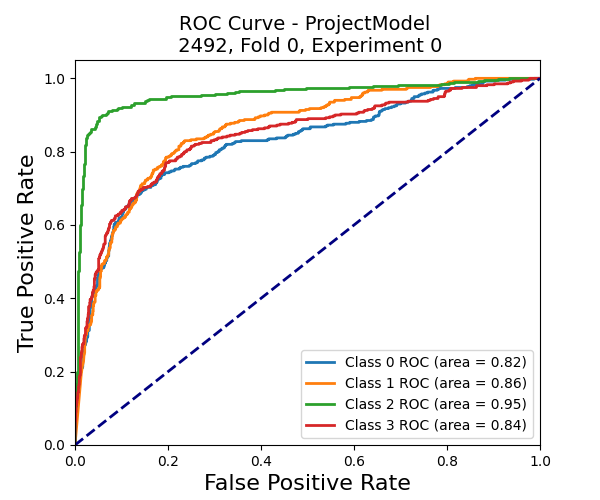 ROC Curve - ProjectModel
2492, Fold 0, Experiment 0
True Positive Rate
1.0
0.8
0.6
0.4
0.2
0.0
Class 0 ROC (area = 0.82)
Class 1 ROC (area = 0.86)
Class 2 ROC (area = 0.95)
Class 3 ROC (area = 0.84)
0.0 0.2 0.4 0.6 0.8 1.0
False Positive Rate